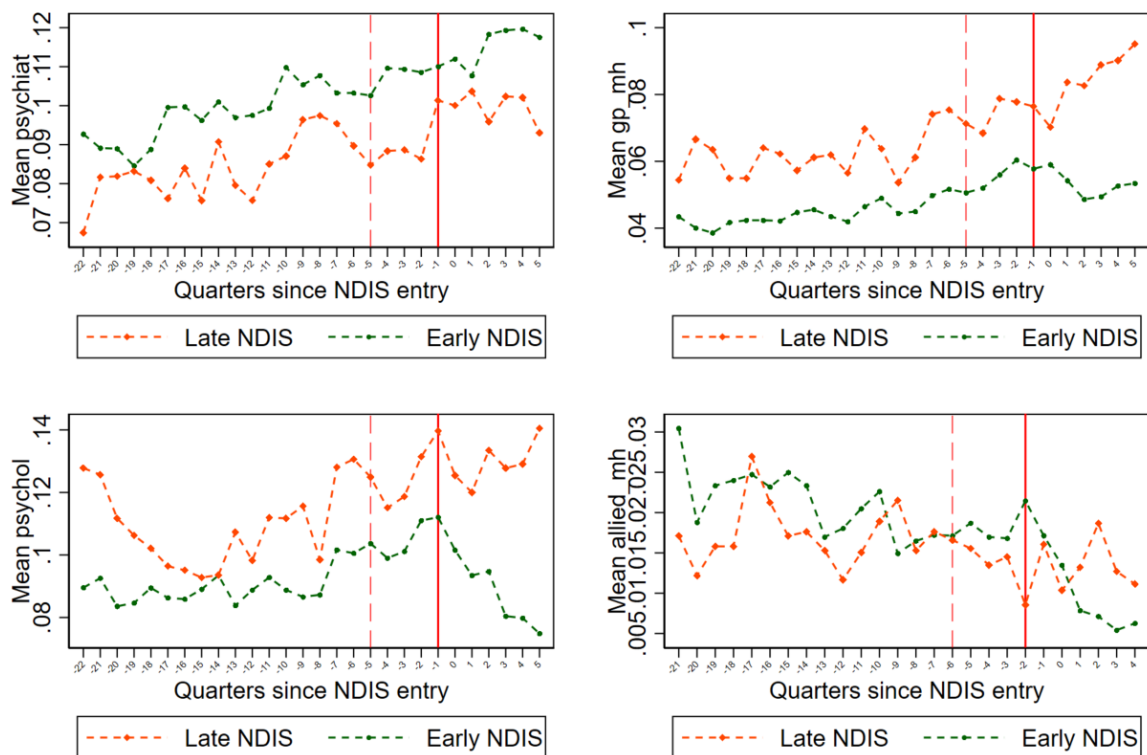 Mean psychiat
.07 .08 .09 .1 .11 .12
-22 -21 -20 -19 -18 -17 -16 -15 -14 -13 -12 -11 -10 -9 -8 -7 -6 -5 -4 -3 -2 -1 0 1 2 3 4 5
Quarters since NDIS entry
Late NDIS Early NDIS
Mean gp_mh
.04 .06 .08 .1
-22 -21 -20 -19 -18 -17 -16 -15 -14 -13 -12 -11 -10 -9 -8 -7 -6 -5 -4 -3 -2 -1 0 1 2 3 4 5
Quarters since NDIS entry
Late NDIS Early NDIS
Mean psychol
.08 .1 .12 .14
-22 -21 -20 -19 -18 -17 -16 -15 -14 -13 -12 -11 -10 -9 -8 -7 -6 -5 -4 -3 -2 -1 0 1 2 3 4 5
Quarters since NDIS entry
Late NDIS Early NDIS
Mean allied_mh
.005 .01 .015 .02 .025 .03
-21 -20 -19 -18 -17 -16 -15 -14 -13 -12 -11 -10 -9 -8 -7 -6 -5 -4 -3 -2 -1 0 1 2 3 4
Quarters since NDIS entry
Late NDIS Early NDIS